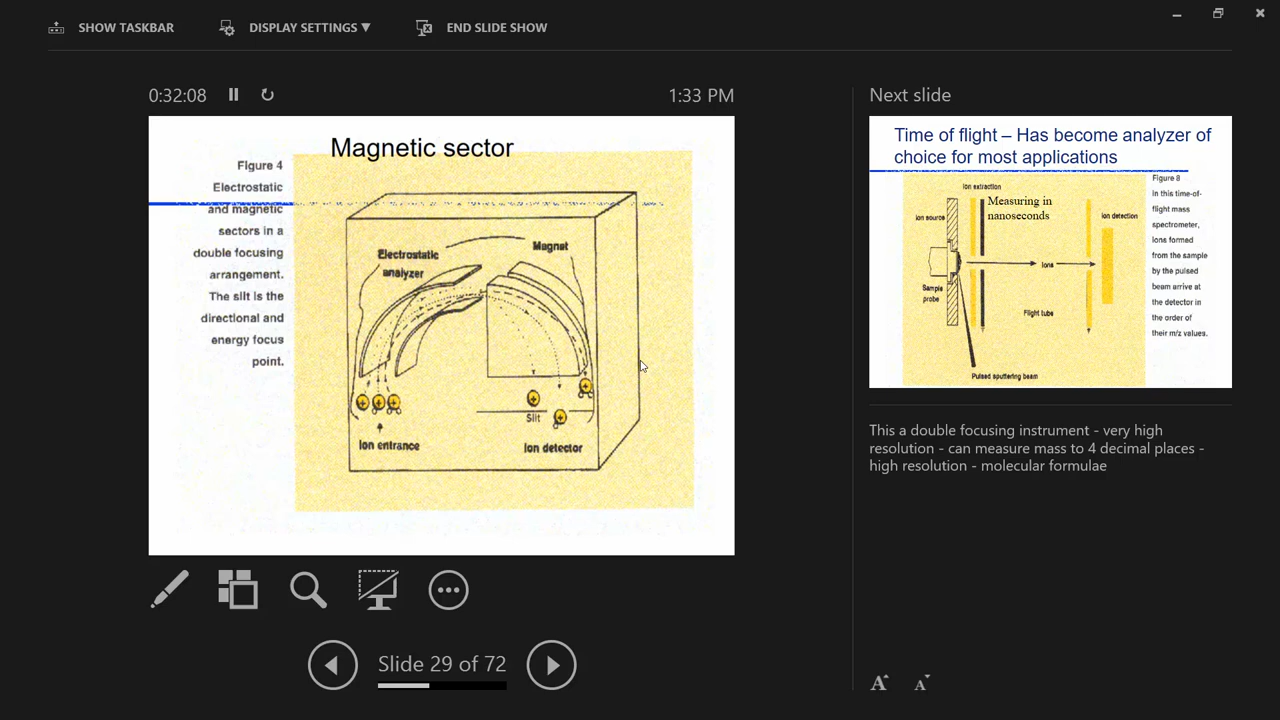 SHOW TASKBAR
DISPLAY SETTINGS ▼
END SLIDE SHOW
0:32:08
1:33 PM
Magnetic sector
Figure 4
Electrostatic
and magnetic
sectors in a
double focusing
arrangement.
The slit is the
directional and
energy focus
point.
Electrostatic
analyzer
Magnet
Slit
Ion entrance
Ion detector
Slide 29 of 72
Next slide
Time of flight – Has become analyzer of
choice for most applications
Ion extraction
Measuring in
nanoseconds
Ion source
Ion detection
Ions
Sample
probe
Flight tube
Pulsed sputtering beam
Figure 8
In this time-of-
flight mass
spectrometer,
ions formed
from the sample
by the pulsed
beam arrive at
the detector in
the order of
their m/z values.
This a double focusing instrument - very high
resolution - can measure mass to 4 decimal places -
high resolution - molecular formulae
A A